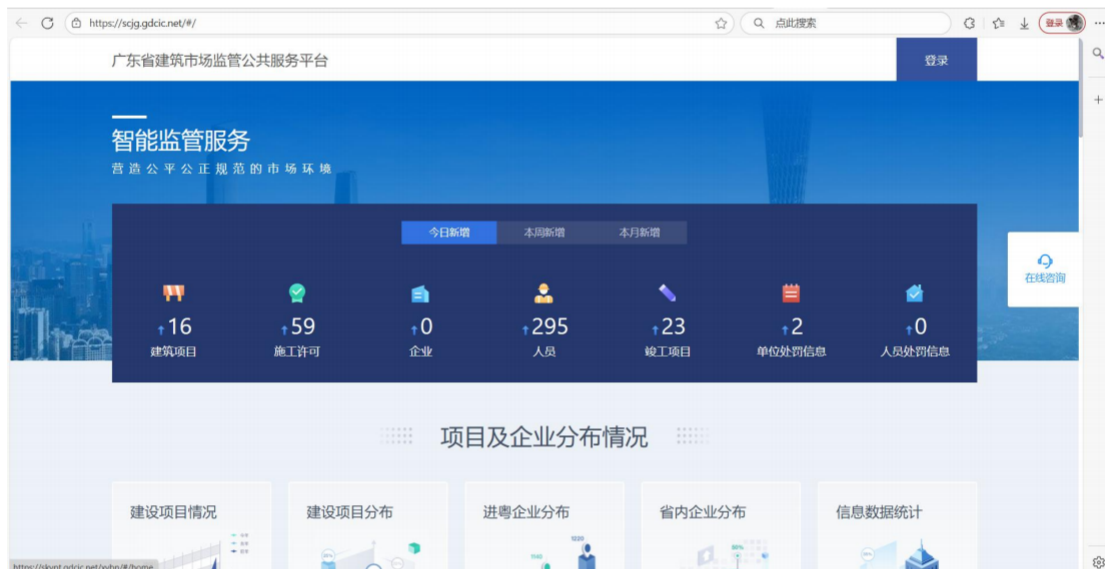 https://scjg.gdcic.net/#/
点此搜索
登录
广东省建筑市场监管公共服务平台
登录
智能监管服务
营造公平公正规范的市场环境
今日新增 本周新增 本月新增
↑16 ↑59 ↑0 ↑295 ↑23 ↑2 ↑0
建筑项目 施工许可 企业 人员 竣工项目 单位处罚信息 人员处罚信息
在线咨询
项目及企业分布情况
建设项目情况 建设项目分布 进粤企业分布 省内企业分布 信息数据统计
1220
https://skypt.gdcic.net/xybp/#/home